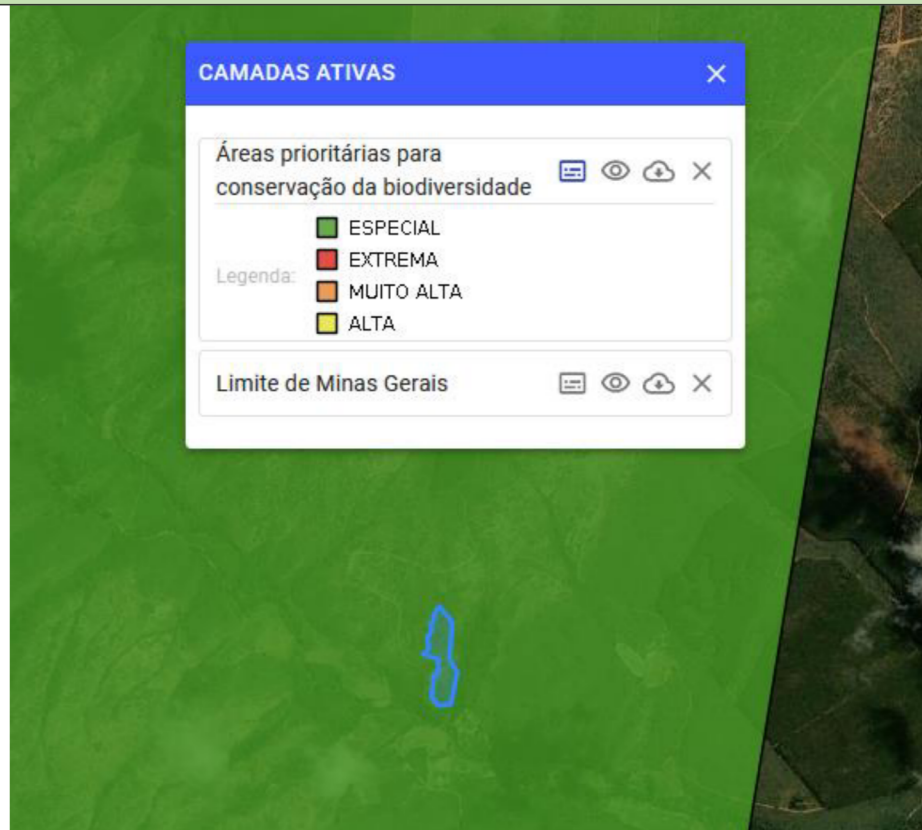 CAMADAS ATIVAS
Áreas prioritárias para
conservação da biodiversidade
Legenda:
ESPECIAL
EXTREMA
MUITO ALTA
ALTA
Limite de Minas Gerais